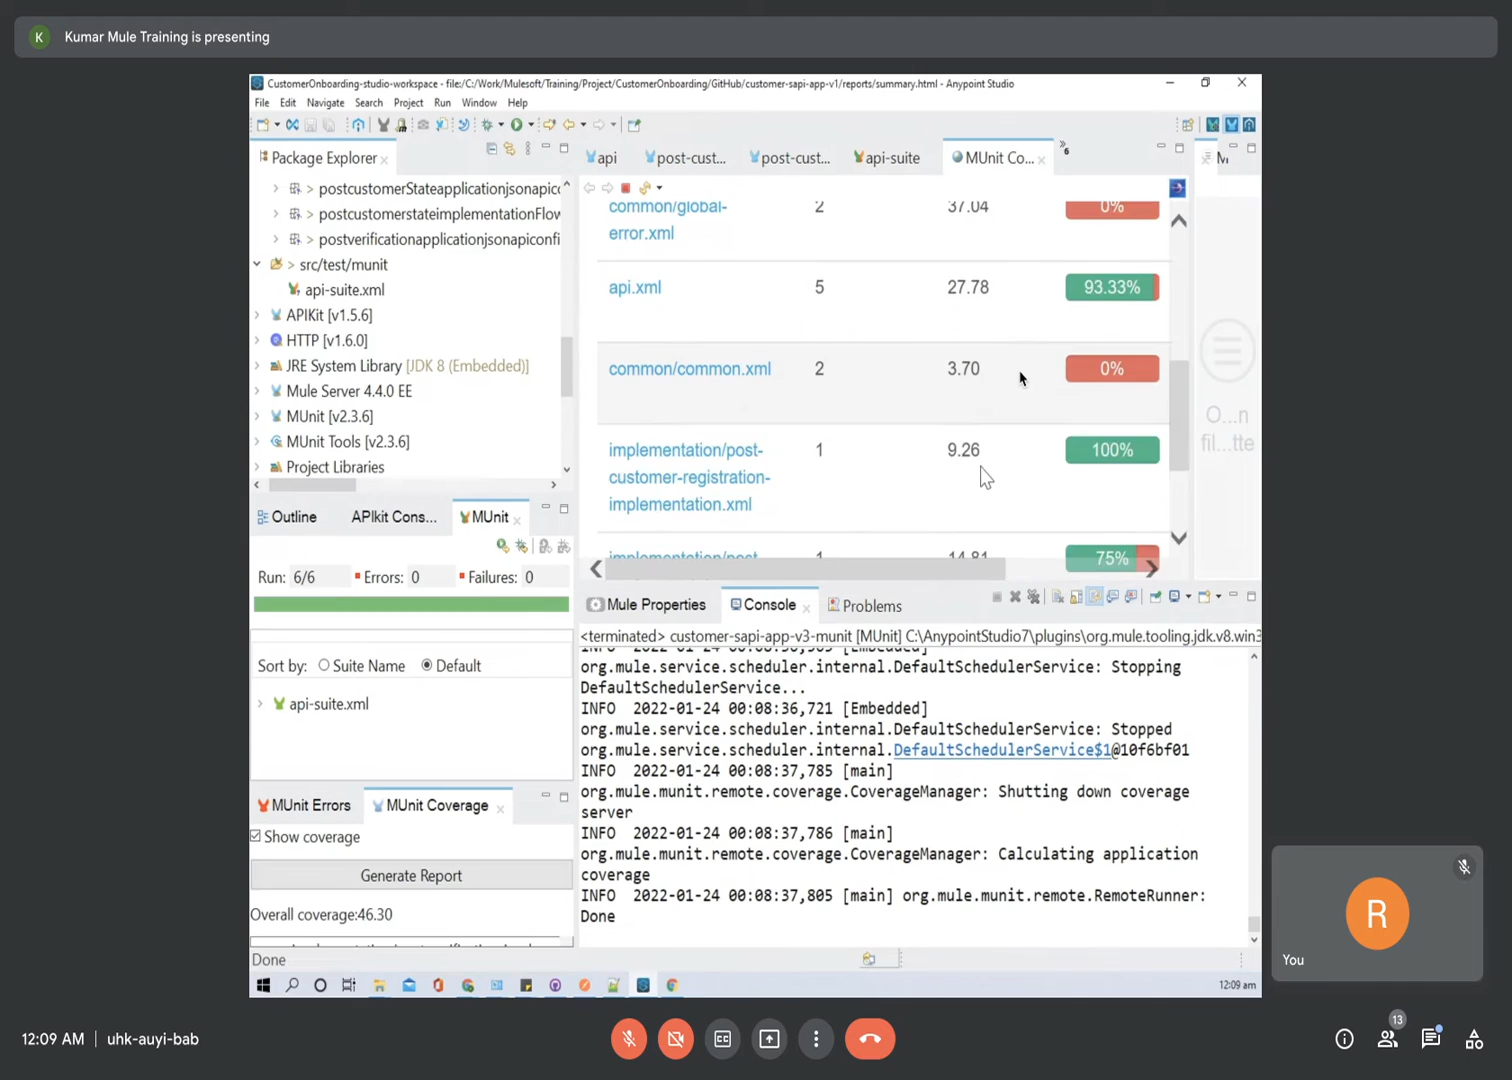 K
Kumar Mule Training is presenting
CustomerOnboarding-studio-workspace - file:/C:/Work/Mulesoft/Training/Project/CustomerOnboarding/GitHub/customer-sapi-app-v1/reports/summary.html - Anypoint Studio
File Edit Navigate Search Project Run Window Help
Package Explorer
> postcustomerStateapplicationjsonapicc
> postcustomerstateimplementationFlow
> postverificationapplicationjsonapiconfi
> src/test/munit
api-suite.xml
APIKit [v1.5.6]
HTTP [v1.6.0]
JRE System Library [JDK 8 (Embedded)]
Mule Server 4.4.0 EE
MUnit [v2.3.6]
MUnit Tools [v2.3.6]
Project Libraries
api post-cust... post-cust... api-suite MUnit Co... »6
common/global- 2 37.04 0%
error.xml
api.xml 5 27.78 93.33%
common/common.xml 2 3.70 0%
implementation/post- 1 9.26 100%
customer-registration-
implementation.xml
implementation/post- 1 14.81 75%
O...n
fil...tte
Outline APIkit Cons... MUnit
Run: 6/6 Errors: 0 Failures: 0
Sort by: Suite Name Default
api-suite.xml
MUnit Errors MUnit Coverage
Show coverage
Generate Report
Overall coverage:46.30
Done
Mule Properties Console Problems
<terminated> customer-sapi-app-v3-munit [MUnit] C:\AnypointStudio7\plugins\org.mule.tooling.jdk.v8.win3
org.mule.service.scheduler.internal.DefaultSchedulerService: Stopping
DefaultSchedulerService...
INFO 2022-01-24 00:08:36,721 [Embedded]
org.mule.service.scheduler.internal.DefaultSchedulerService: Stopped
org.mule.service.scheduler.internal.DefaultSchedulerService$1@10f6bf01
INFO 2022-01-24 00:08:37,785 [main]
org.mule.munit.remote.coverage.CoverageManager: Shutting down coverage
server
INFO 2022-01-24 00:08:37,786 [main]
org.mule.munit.remote.coverage.CoverageManager: Calculating application
coverage
INFO 2022-01-24 00:08:37,805 [main] org.mule.munit.remote.RemoteRunner:
Done
12:09 am
R
You
12:09 AM | uhk-auyi-bab
13